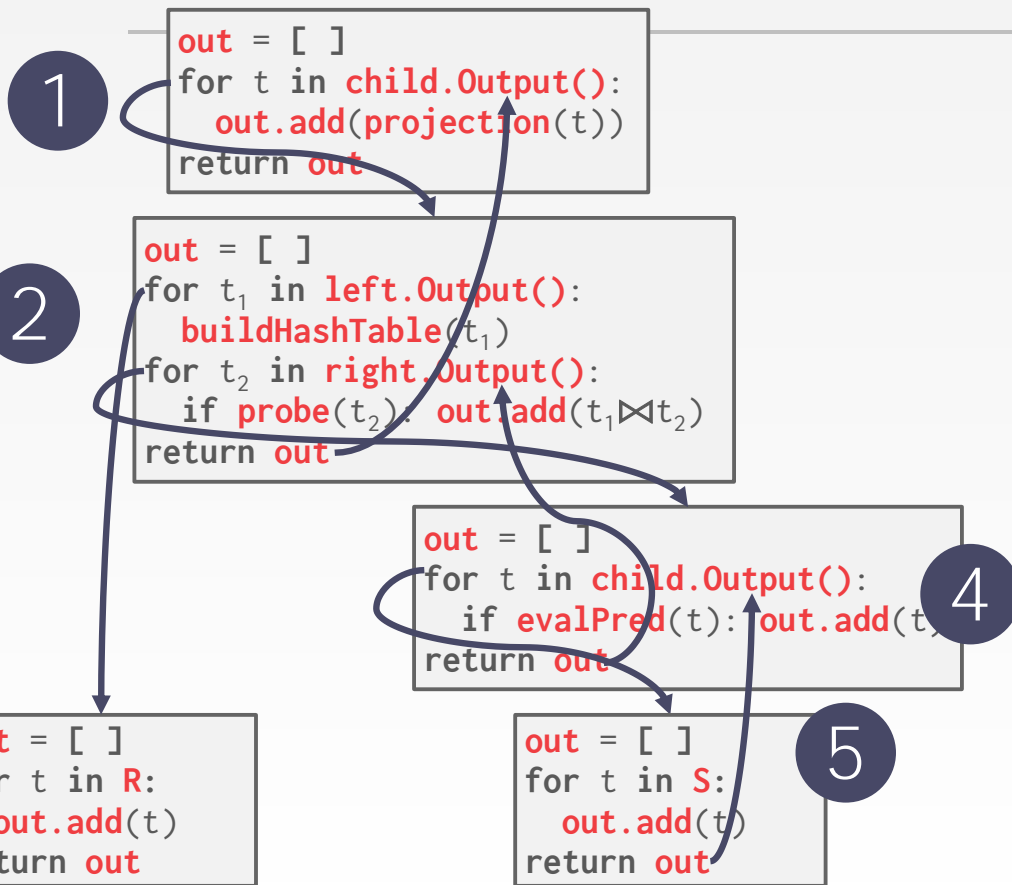 1
out = [ ]
for t in child.Output():
out.add(projection(t))
return out
2
out = [ ]
for t₁ in left.Output():
buildHashTable(t₁)
for t₂ in right.Output():
if probe(t₂): out.add(t₁⨝t₂)
return out
4
out = [ ]
for t in child.Output():
if evalPred(t): out.add(t
return out
t = [ ]
r t in R:
out.add(t)
turn out
5
out = [ ]
for t in S:
out.add(t)
return out